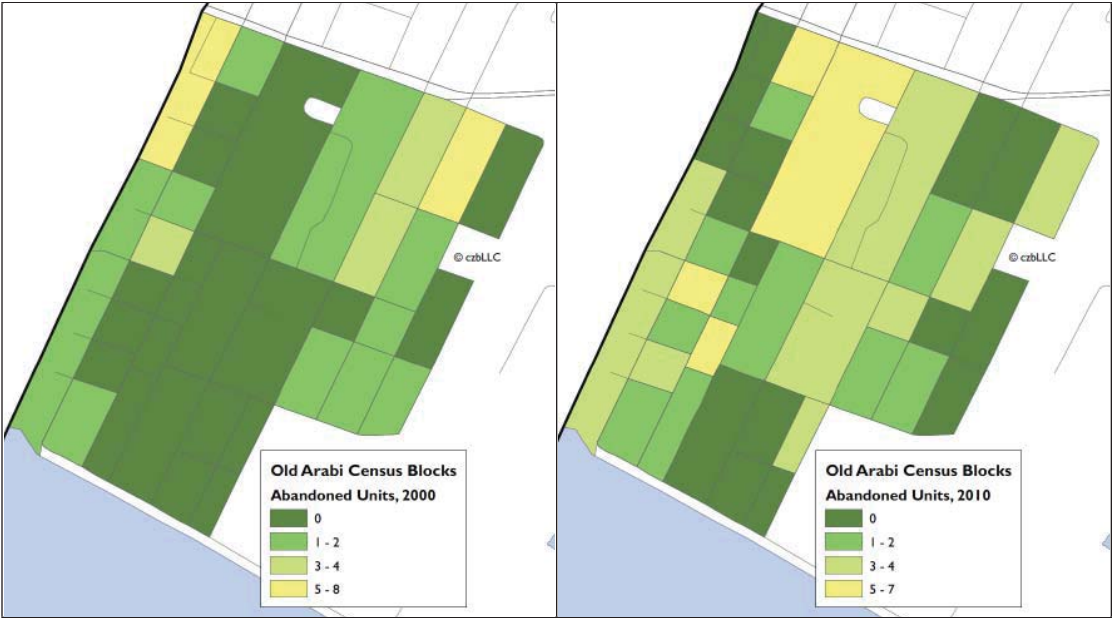 © czbLLC
Old Arabi Census Blocks
Abandoned Units, 2000
0
1 - 2
3 - 4
5 - 8
© czbLLC
Old Arabi Census Blocks
Abandoned Units, 2010
0
1 - 2
3 - 4
5 - 7